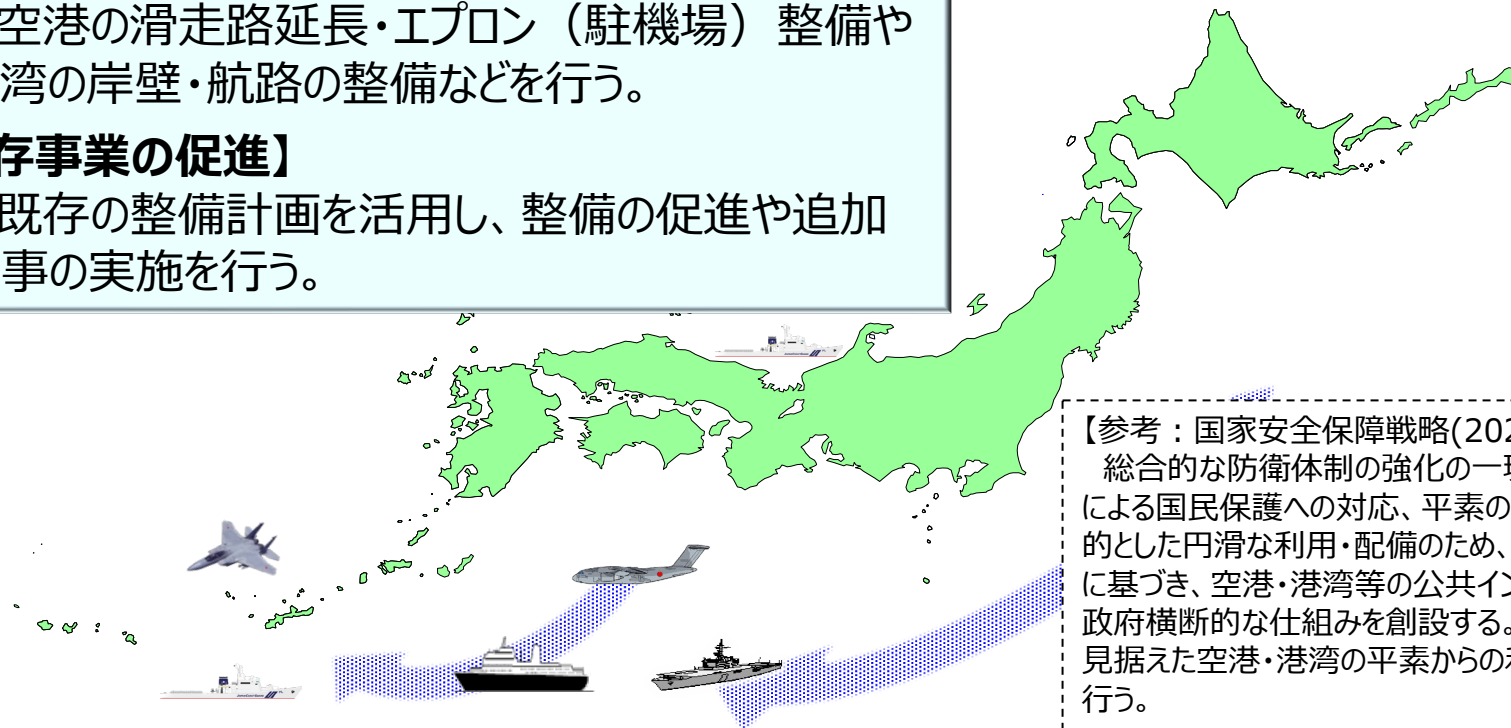 空港の滑走路延長・エプロン（駐機場）整備や
湾の岸壁・航路の整備などを行う。
存事業の促進】
既存の整備計画を活用し、整備の促進や追加
事の実施を行う。
【参考：国家安全保障戦略(202
総合的な防衛体制の強化の一環
による国民保護への対応、平素の
的とした円滑な利用・配備のため、
に基づき、空港・港湾等の公共イン
政府横断的な仕組みを創設する。
見据えた空港・港湾の平素からの利
行う。